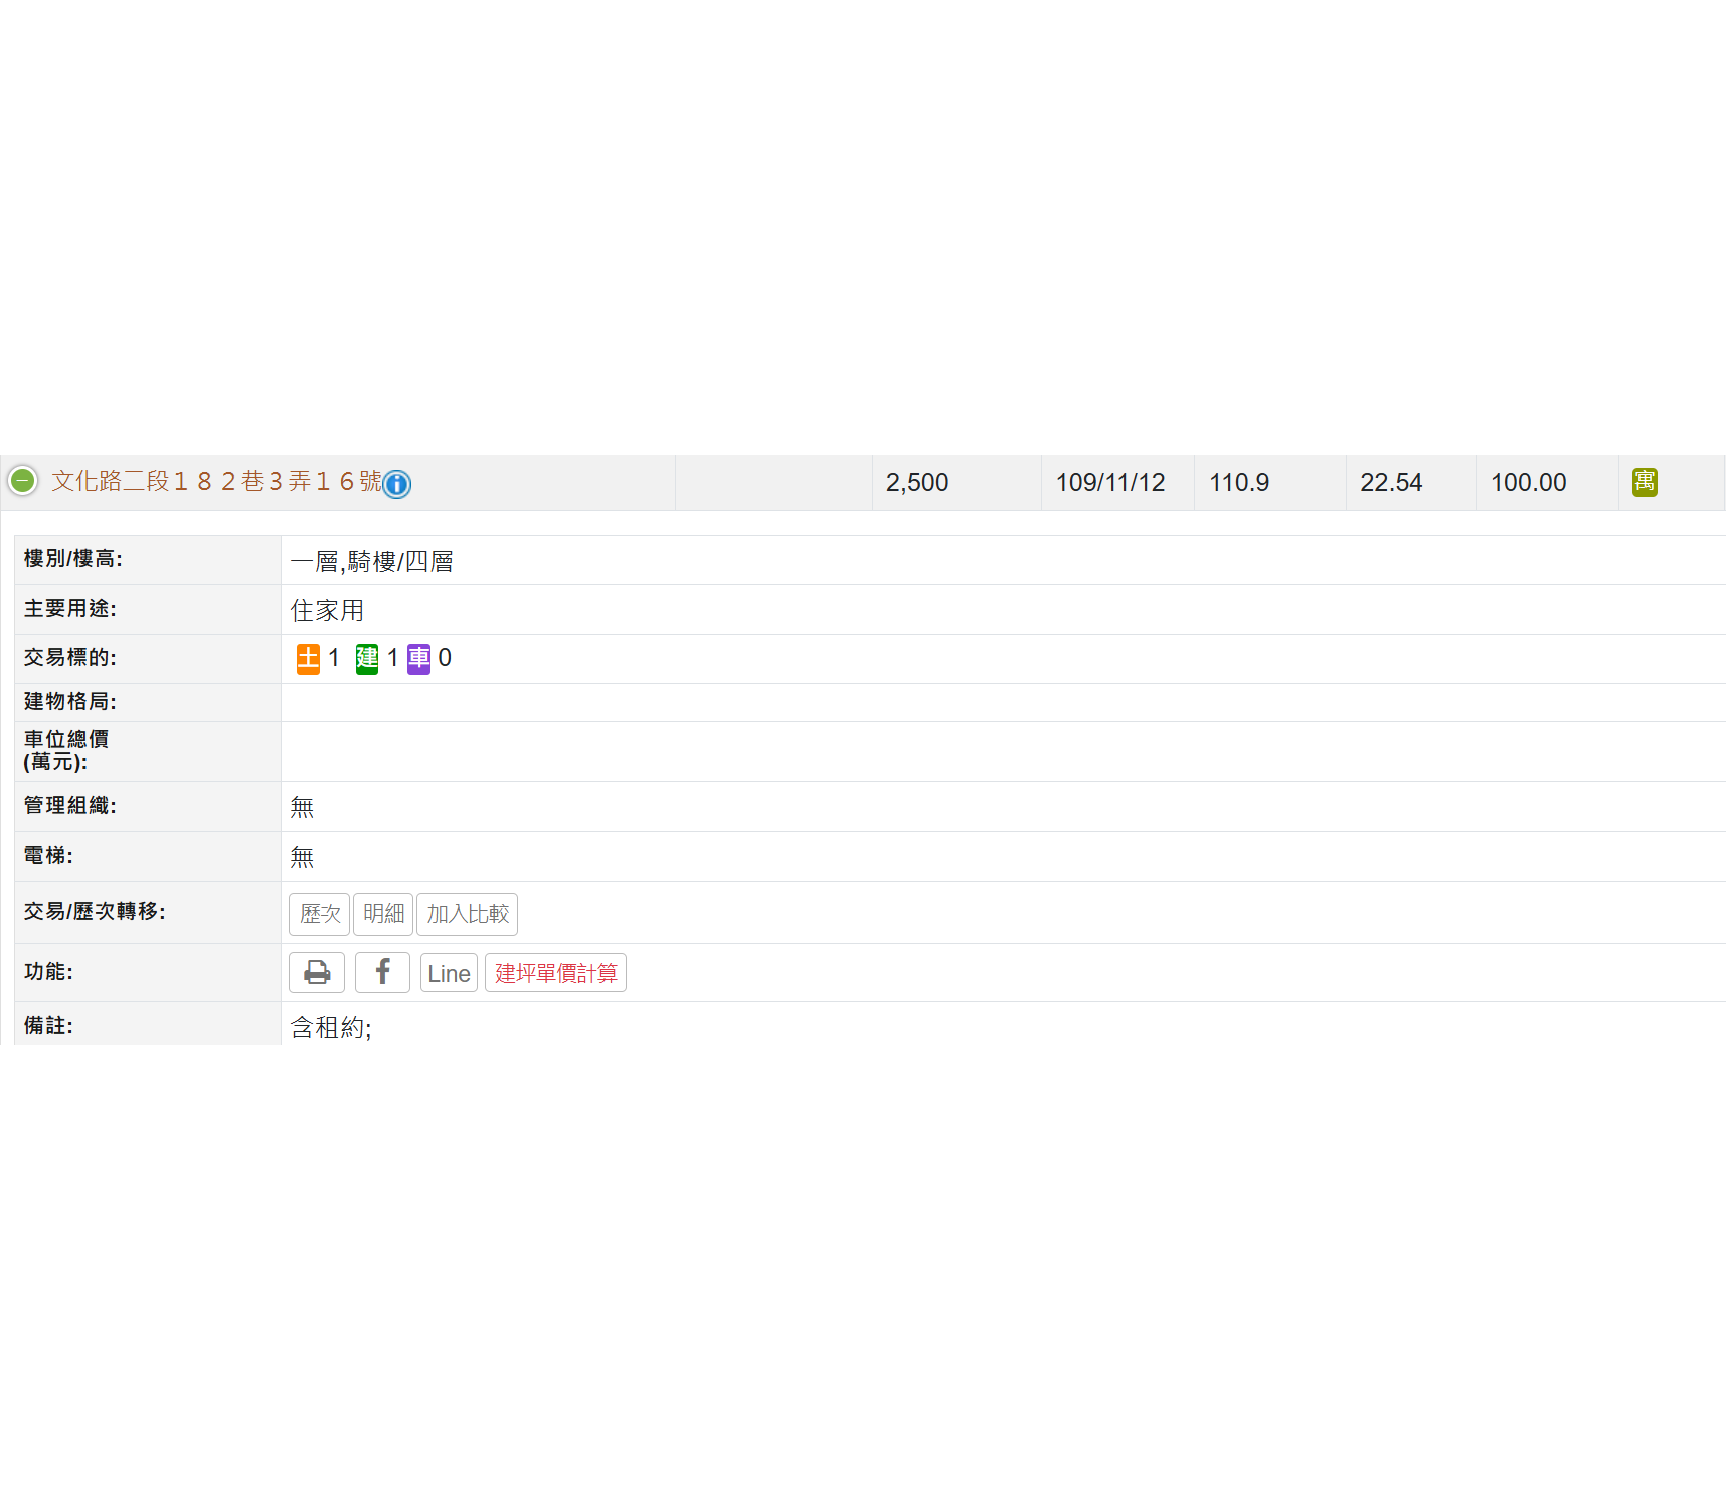 文化路二段１８２巷３弄１６號 2,500 109/11/12 110.9 22.54 100.00 寓
樓別/樓高: 一層,騎樓/四層
主要用途: 住家用
交易標的: 土 1 建 1 車 0
建物格局:
車位總價
(萬元):
管理組織: 無
電梯: 無
交易/歷次轉移: 歷次 明細 加入比較
功能: Line 建坪單價計算
備註: 含租約;